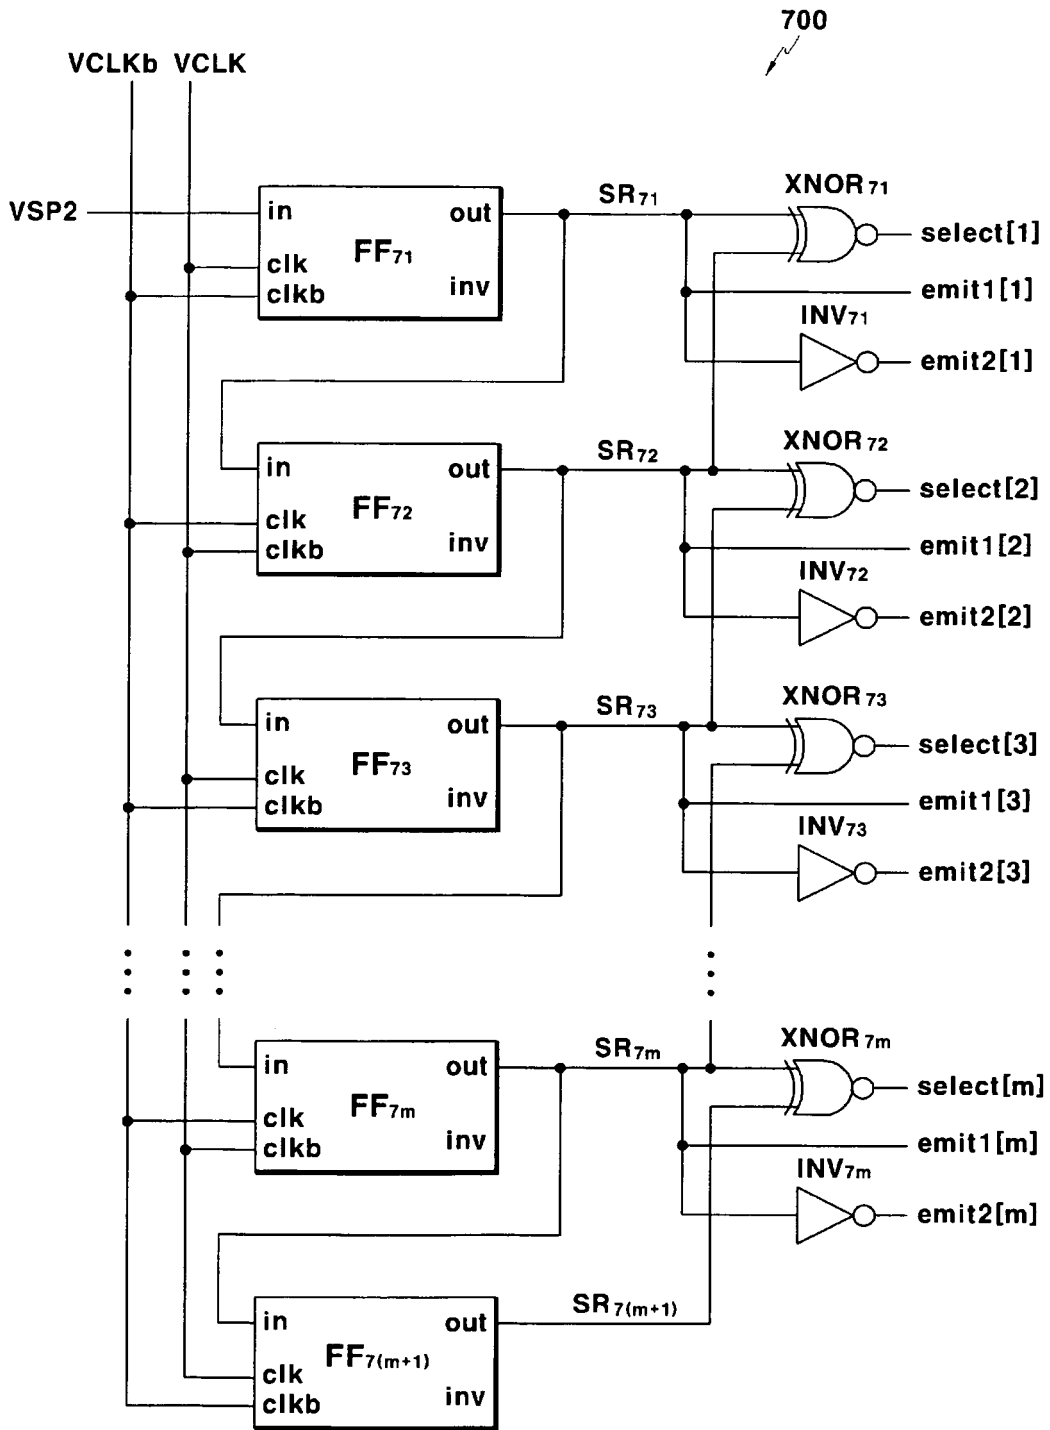 700
VCLKb VCLK
VSP2
in out
FF71
clk
clkb inv
SR71
XNOR71
select[1]
emit1[1]
INV71
emit2[1]
in out
FF72
clk
clkb inv
SR72
XNOR72
select[2]
emit1[2]
INV72
emit2[2]
in out
FF73
clk
clkb inv
SR73
XNOR73
select[3]
emit1[3]
INV73
emit2[3]
in out
FF7m
clk
clkb inv
SR7m
XNOR7m
select[m]
emit1[m]
INV7m
emit2[m]
in out
FF7(m+1)
clk
clkb inv
SR7(m+1)